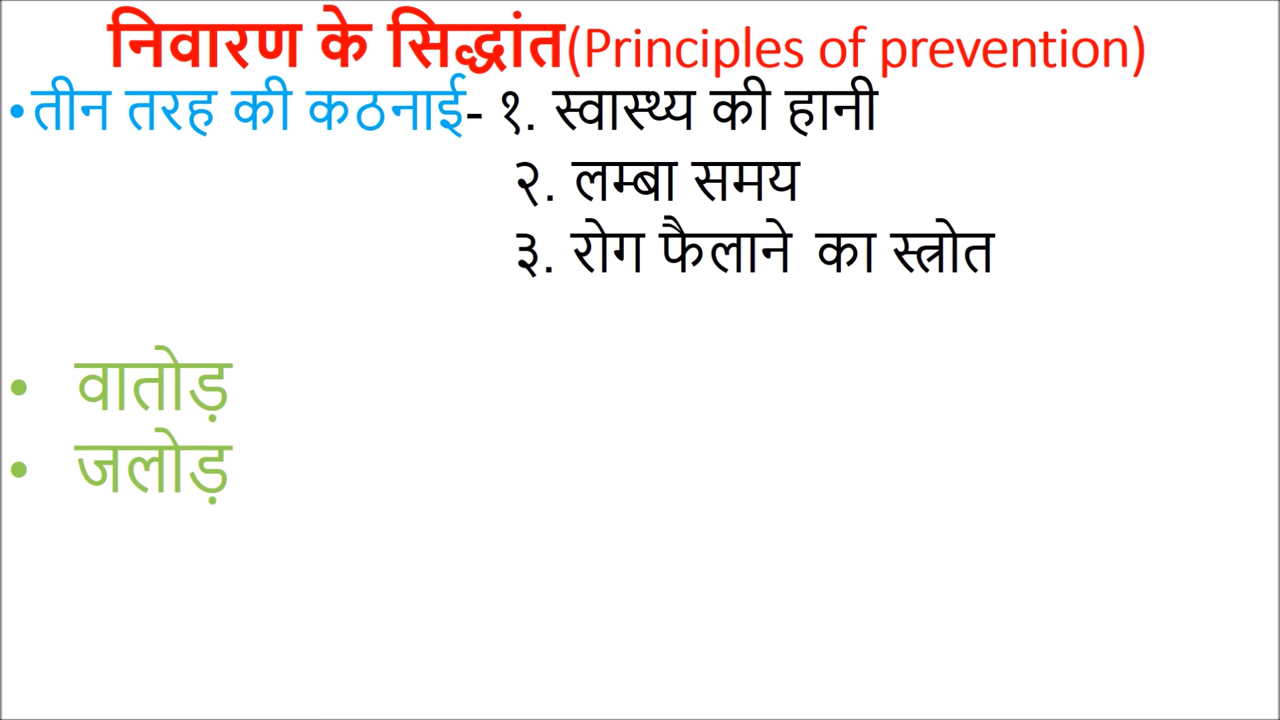 निवारण के सिद्धांत(Principles of prevention)
•तीन तरह की कठनाई- १. स्वास्थ्य की हानी
२. लम्बा समय
३. रोग फैलाने का स्त्रोत
• वातोड़
• जलोड़